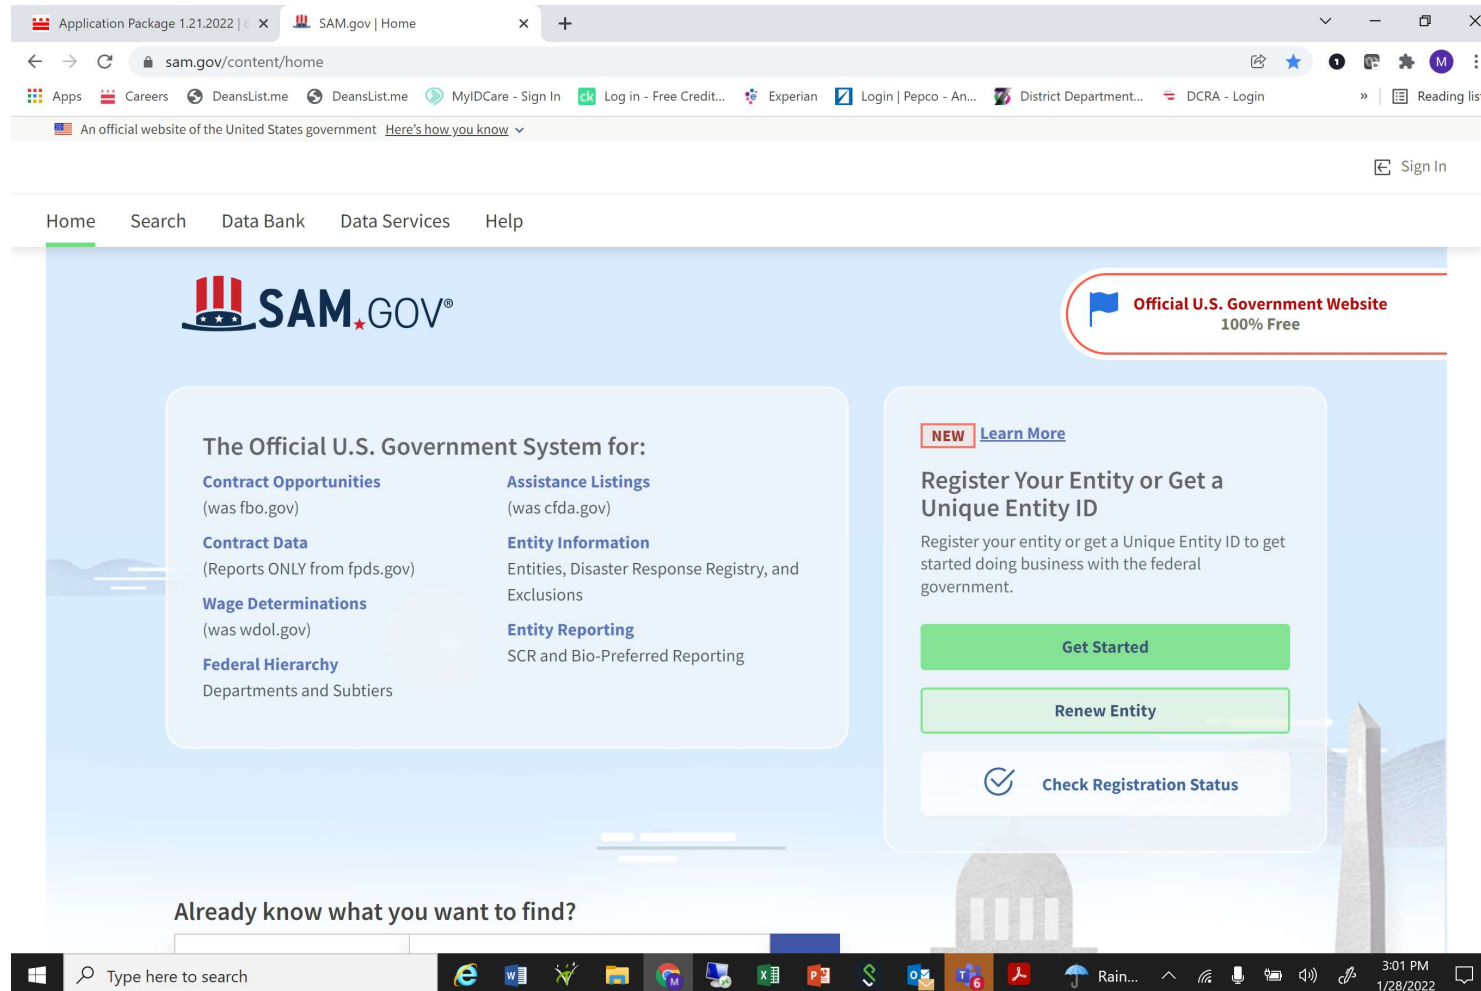 Application Package 1.21.2022 |
SAM.gov | Home
sam.gov/content/home
M
Apps
Careers
DeansList.me
DeansList.me
MyIDCare - Sign In
ck Log in - Free Credit...
Experian
Login | Pepco - An...
District Department...
DCRA - Login
»
Reading lis
An official website of the United States government Here's how you know
Sign In
Home Search Data Bank Data Services Help
SAM.GOV®
Official U.S. Government Website
100% Free
The Official U.S. Government System for:
Contract Opportunities
(was fbo.gov)
Contract Data
(Reports ONLY from fpds.gov)
Wage Determinations
(was wdol.gov)
Federal Hierarchy
Departments and Subtiers
Assistance Listings
(was cfda.gov)
Entity Information
Entities, Disaster Response Registry, and
Exclusions
Entity Reporting
SCR and Bio-Preferred Reporting
NEW Learn More
Register Your Entity or Get a
Unique Entity ID
Register your entity or get a Unique Entity ID to get
started doing business with the federal
government.
Get Started
Renew Entity
Check Registration Status
Already know what you want to find?
Type here to search
Rain...
3:01 PM
1/28/2022